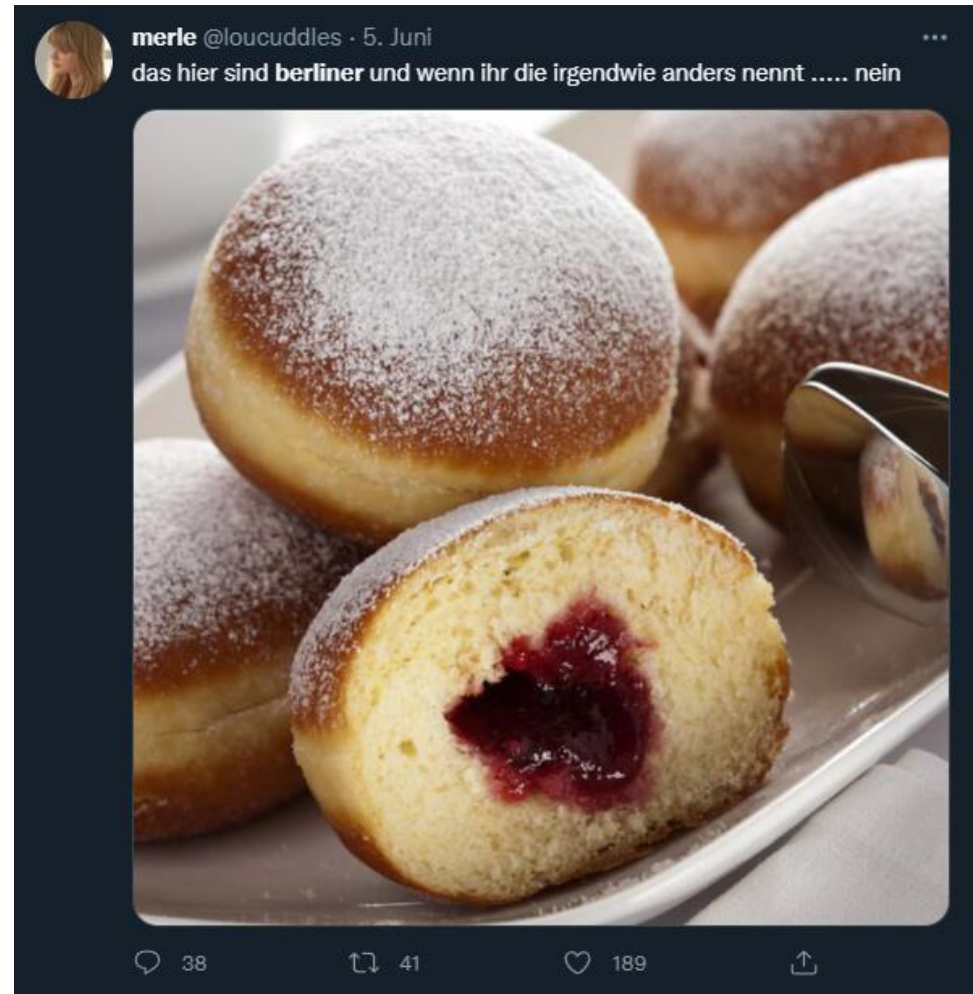 merle @loucuddles · 5. Juni
das hier sind berliner und wenn ihr die irgendwie anders nennt ..... nein
38 41 189